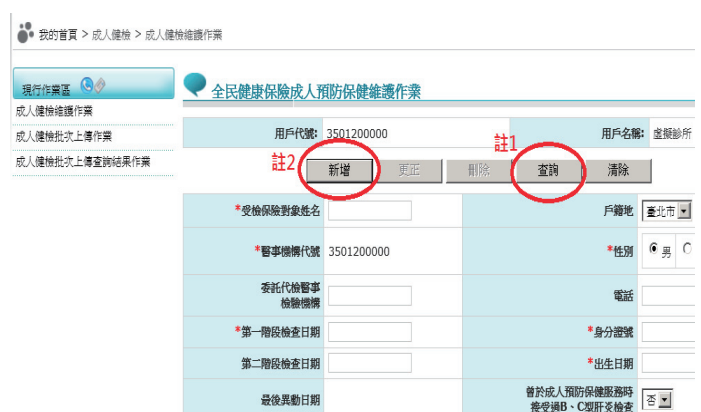 我的首頁 > 成人健檢 > 成人健檢維護作業
現行作業區
成人健檢維護作業
成人健檢批次上傳作業
成人健檢批次上傳查詢結果作業
全民健康保險成人預防保健維護作業
用戶代號: 3501200000 用戶名稱: 虛擬診所
註1
註2
新增 更正 刪除 查詢 清除
*受檢保險對象姓名 戶籍地 臺北市
*醫事機構代號 3501200000 *性別 男
委託代檢醫事
檢驗機構 電話
*第一階段檢查日期 *身分證號
第二階段檢查日期 *出生日期
最後異動日期 曾於成人預防保健服務時
接受過B、C型肝炎檢查 否